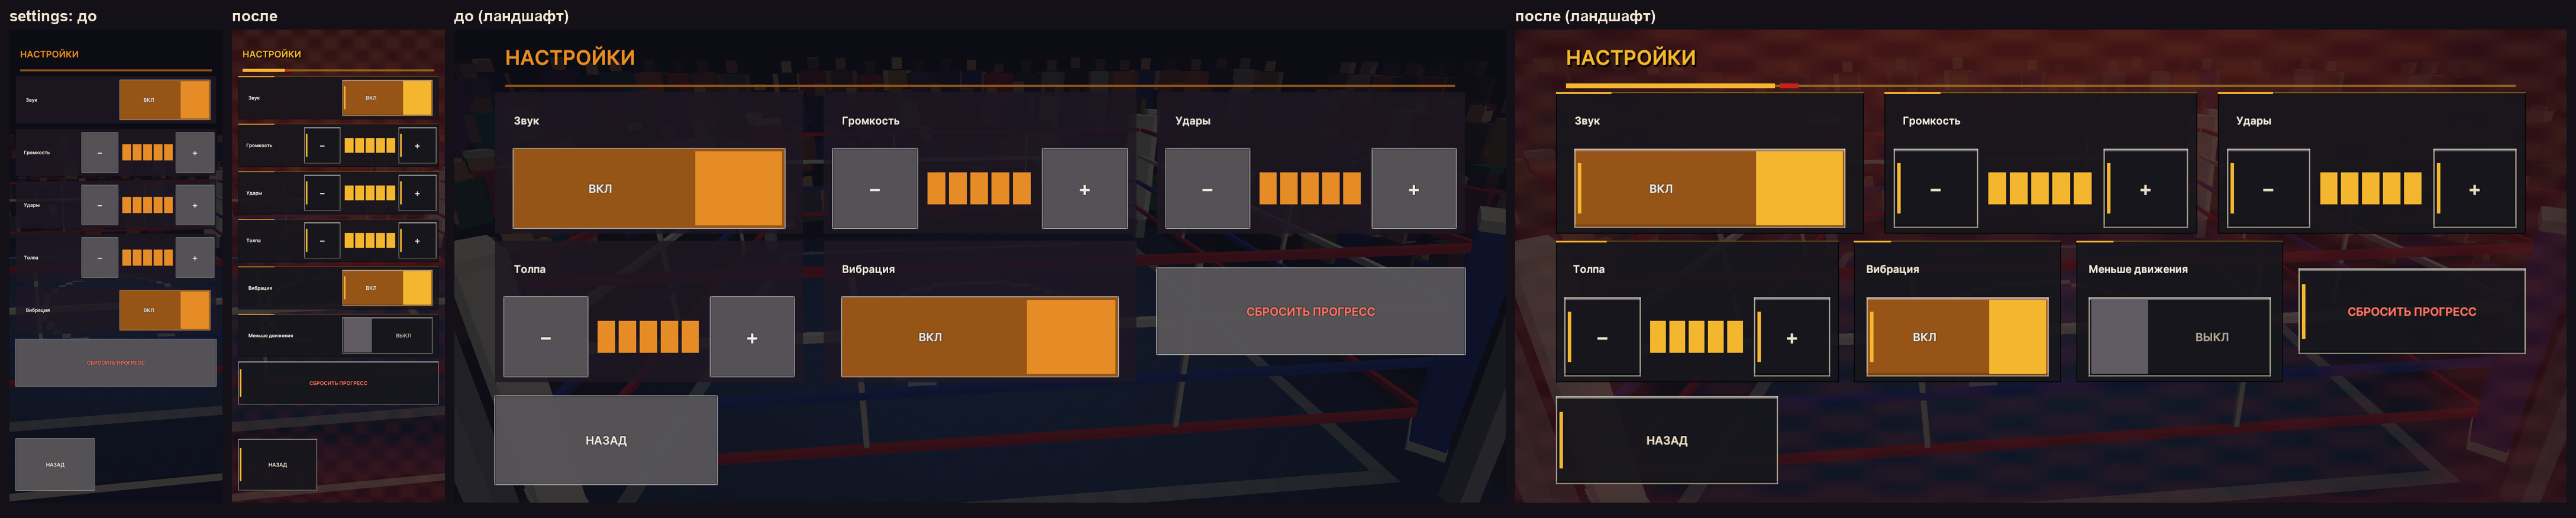 settings: до
НАСТРОЙКИ
Звук
ВКЛ
Громкость
–
+
Удары
–
+
Толпа
–
+
Вибрация
ВКЛ
СБРОСИТЬ ПРОГРЕСС
НАЗАД
после
НАСТРОЙКИ
Звук
ВКЛ
Громкость
–
+
Удары
–
+
Толпа
–
+
Вибрация
ВКЛ
Меньше движения
ВЫКЛ
СБРОСИТЬ ПРОГРЕСС
НАЗАД
до (ландшафт)
НАСТРОЙКИ
Звук
Громкость
Удары
ВКЛ
–
+
–
+
Толпа
Вибрация
–
+
ВКЛ
СБРОСИТЬ ПРОГРЕСС
НАЗАД
после (ландшафт)
НАСТРОЙКИ
Звук
Громкость
Удары
ВКЛ
–
+
–
+
Толпа
Вибрация
Меньше движения
–
+
ВКЛ
ВЫКЛ
СБРОСИТЬ ПРОГРЕСС
НАЗАД